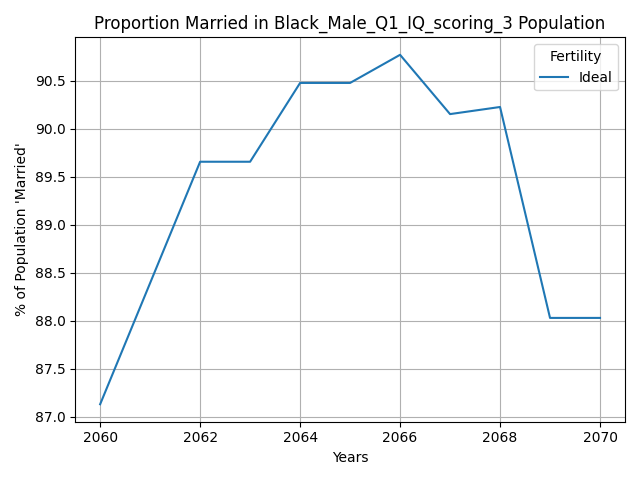 Proportion Married in Black_Male_Q1_IQ_scoring_3 Population
Fertility
Ideal
90.5
90.0
89.5
89.0
88.5
88.0
87.5
87.0
% of Population 'Married'
2060
2062
2064
2066
2068
2070
Years